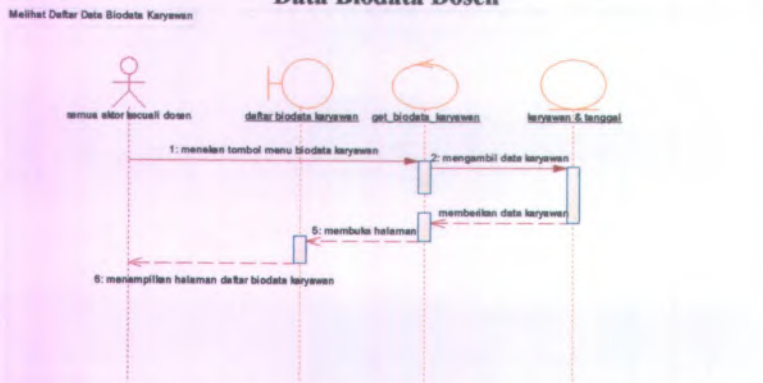 Data Biodata Dosen
Melihat Daftar Data Biodata Karyawan
semua aktor kecuali dosen
daftar biodata karyawan
get_biodata_karyawan
karyawan & tanggal
1: menekan tombol menu biodata karyawan
2: mengambil data karyawan
memberikan data karyawan
5: membuka halaman
6: menampilkan halaman daftar biodata karyawan